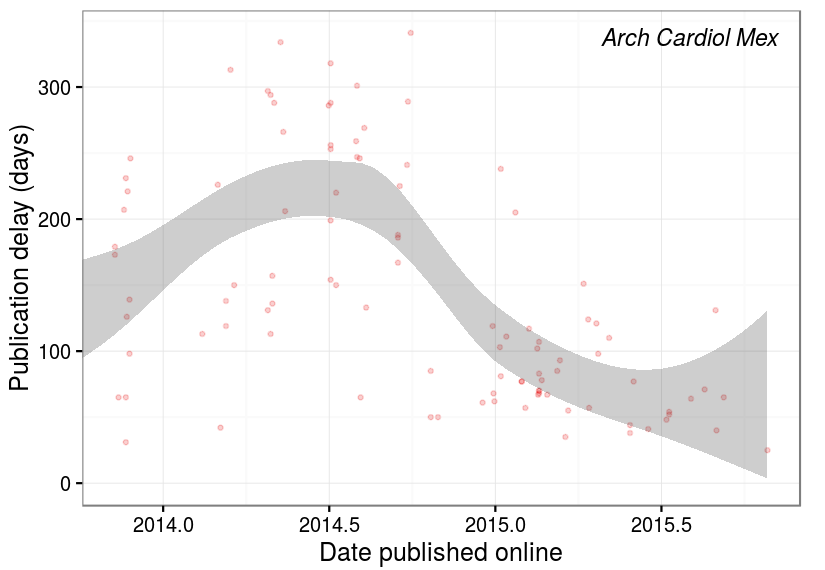 Arch Cardiol Mex
Publication delay (days)
300
200
100
0
2014.0 2014.5 2015.0 2015.5
Date published online